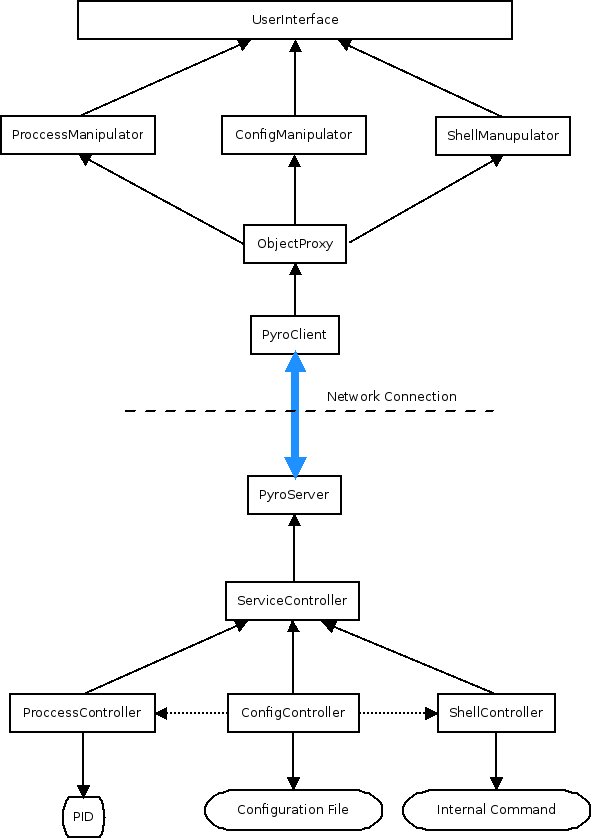 UserInterface
ProccessManipulator
ConfigManipulator
ShellManupulator
ObjectProxy
PyroClient
Network Connection
PyroServer
ServiceController
ProccessController
ConfigController
ShellController
PID
Configuration File
Internal Command